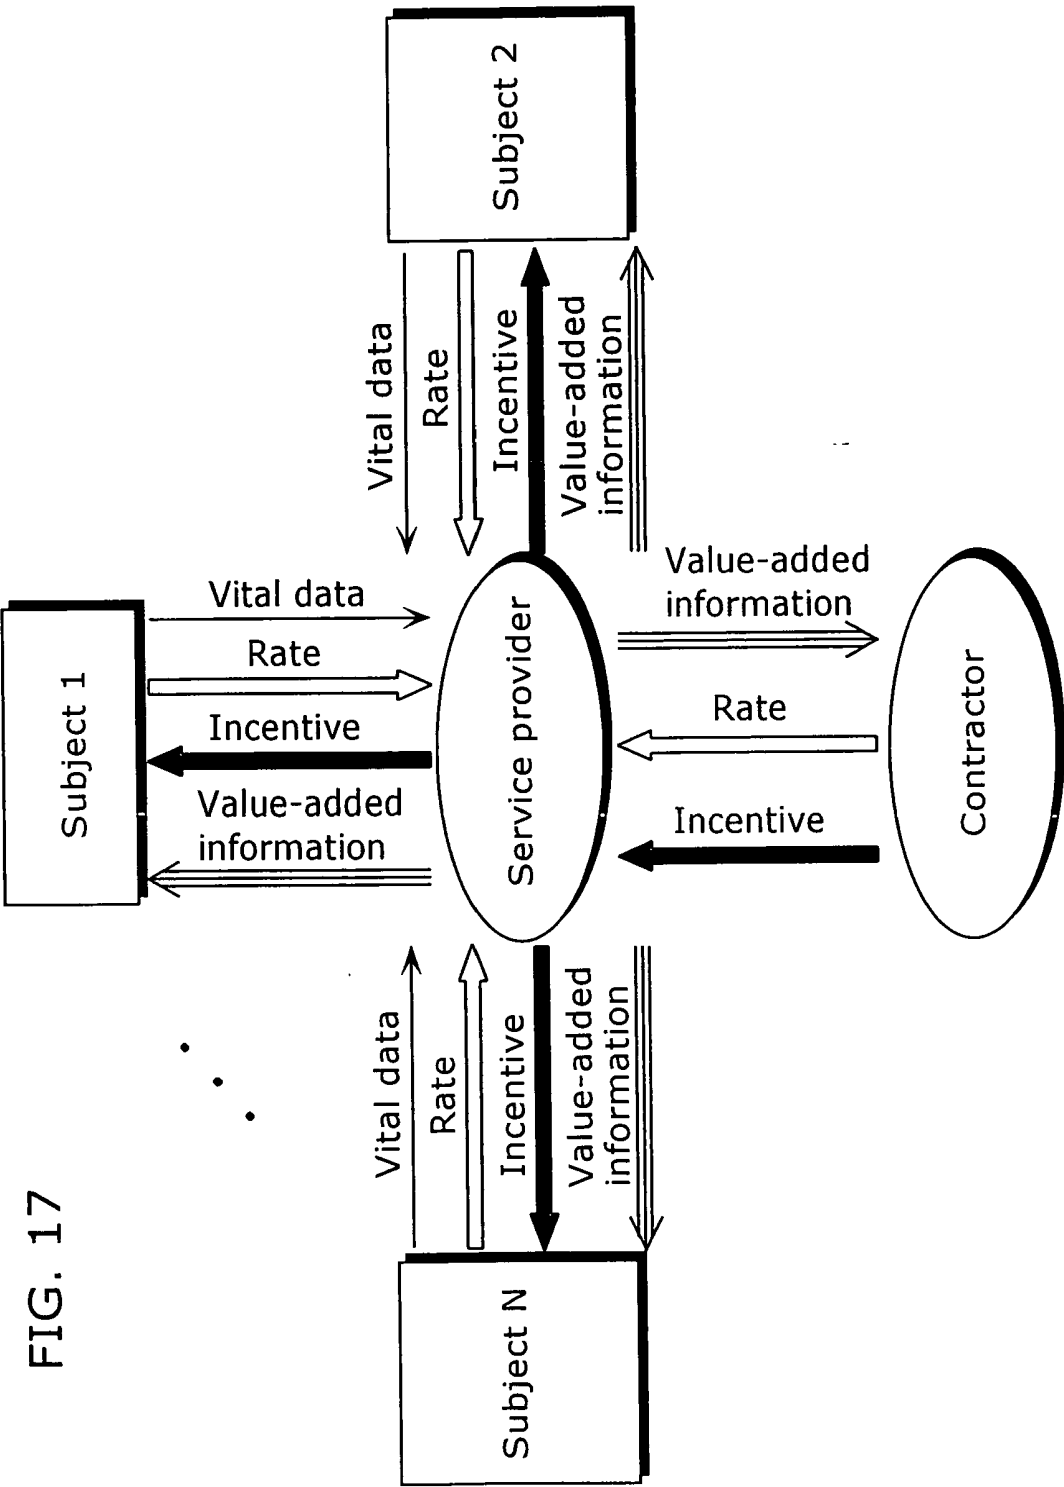 FIG. 17
Subject 1
Vital data
Rate
Incentive
Value-added
information
Subject 2
Vital data
Rate
Incentive
Value-added
information
Service provider
Subject N
Vital data
Rate
Incentive
Value-added
information
Value-added
information
Rate
Incentive
Contractor